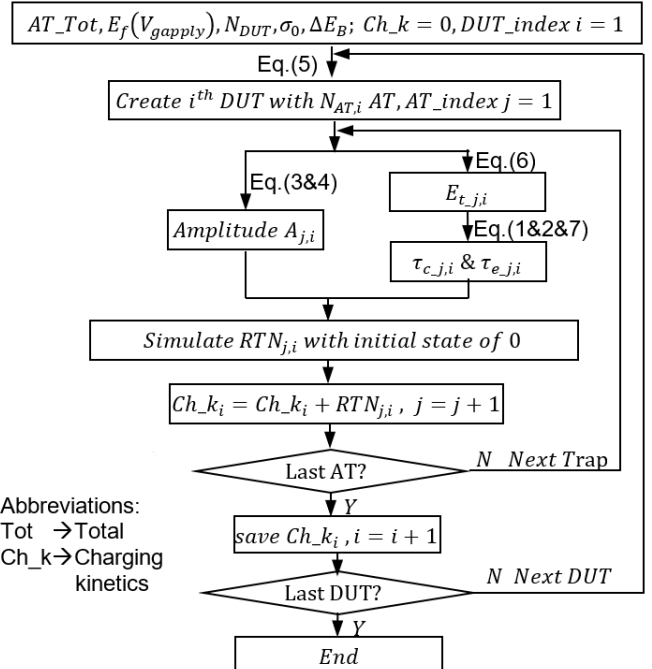 AT_Tot, E_f(V_gapply), N_DUT, σ_0, ΔE_B; Ch_k = 0, DUT_index i = 1
Eq.(5)
Create i^th DUT with N_AT,i AT, AT_index j = 1
Eq.(3&4)
Eq.(6)
Amplitude A_j,i
E_t_j,i
Eq.(1&2&7)
τ_c_j,i & τ_e_j,i
Simulate RTN_j,i with initial state of 0
Ch_k_i = Ch_k_i + RTN_j,i , j = j + 1
Last AT?
N Next Trap
Y
Abbreviations:
Tot →Total
Ch_k→Charging
kinetics
save Ch_k_i , i = i + 1
Last DUT?
N Next DUT
Y
End